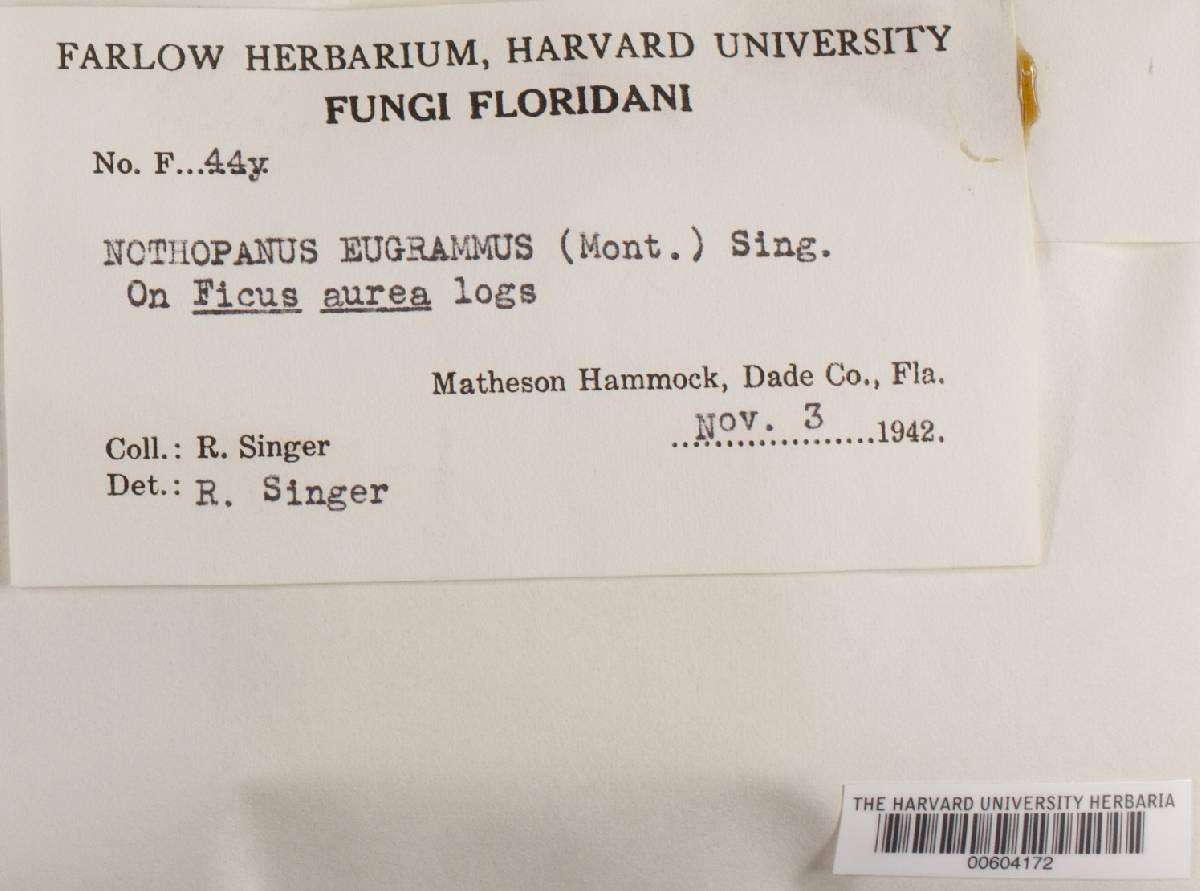 FARLOW HERBARIUM, HARVARD UNIVERSITY
FUNGI FLORIDANI
No. F...44y.
NOTHOPANUS EUGRAMMUS (Mont.) Sing.
On Ficus aurea logs
Matheson Hammock, Dade Co., Fla.
Nov. 3 1942.
Coll.: R. Singer
Det.: R. Singer
THE HARVARD UNIVERSITY HERBARIA
00604172